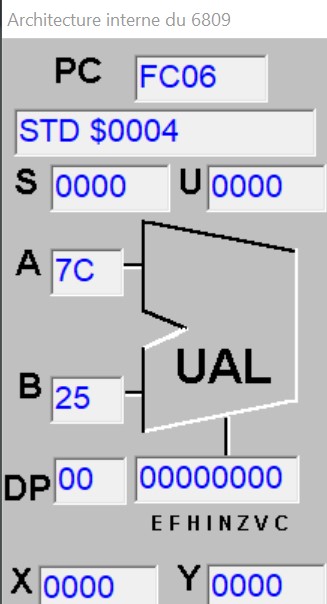 Architecture interne du 6809
PC FC06
STD $0004
S 0000 U 0000
A 7C
UAL
B 25
DP 00 00000000
E F H I N Z V C
X 0000 Y 0000